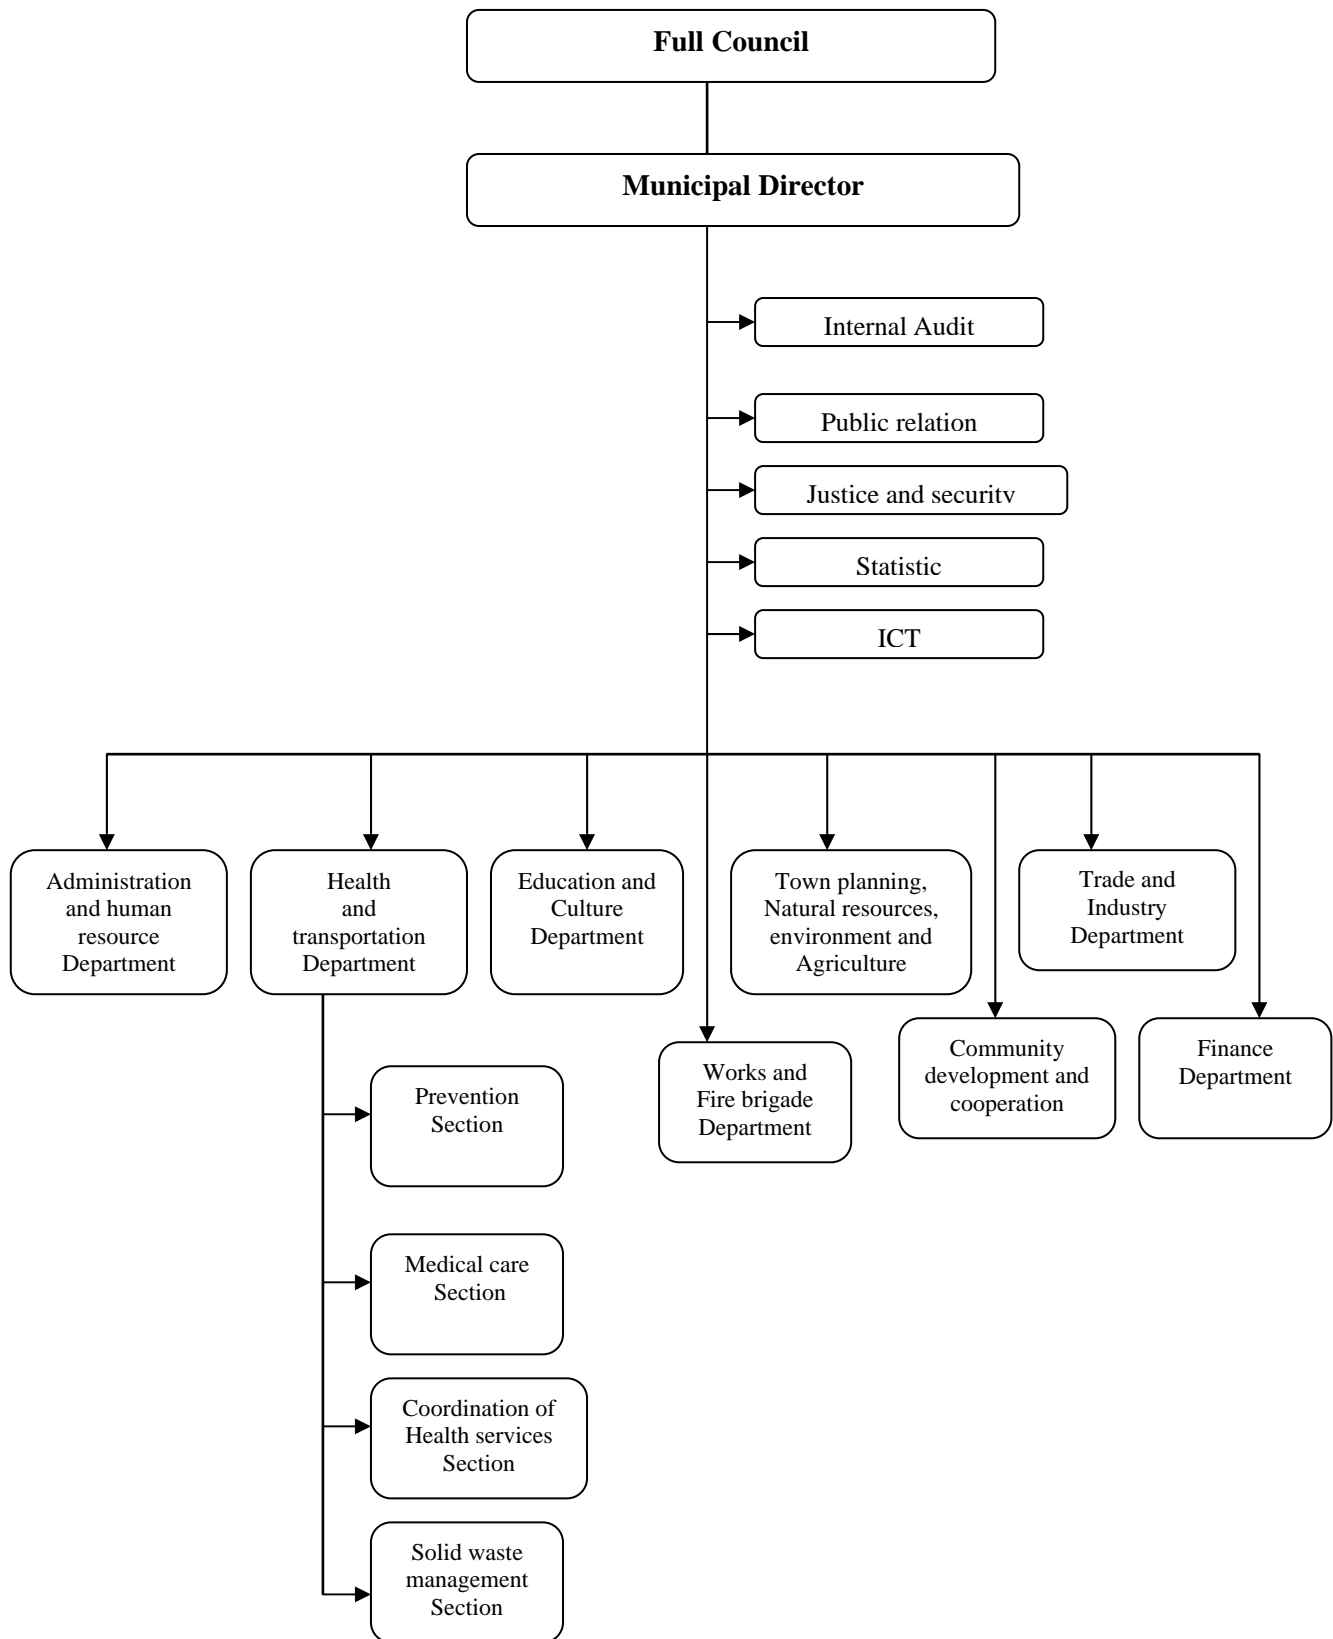 Full Council
Municipal Director
Internal Audit
Public relation
Justice and security
Statistic
ICT
Administration
and human
resource
Department
Health
and
transportation
Department
Education and
Culture
Department
Town planning,
Natural resources,
environment and
Agriculture
Trade and
Industry
Department
Works and
Fire brigade
Department
Community
development and
cooperation
Finance
Department
Prevention
Section
Medical care
Section
Coordination of
Health services
Section
Solid waste
management
Section